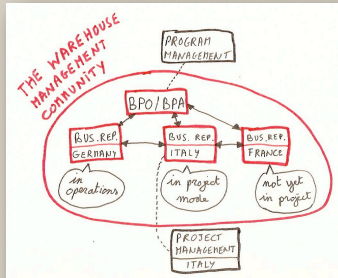 THE WAREHOUSE
MANAGEMENT
COMMUNITY
PROGRAM
MANAGEMENT
BPO/BPA
BUS.REP.
GERMANY
BUS. REP.
ITALY
BUS.REP.
FRANCE
in
operations
in project
mode
not yet
in project
PROJECT
MANAGEMENT
ITALY